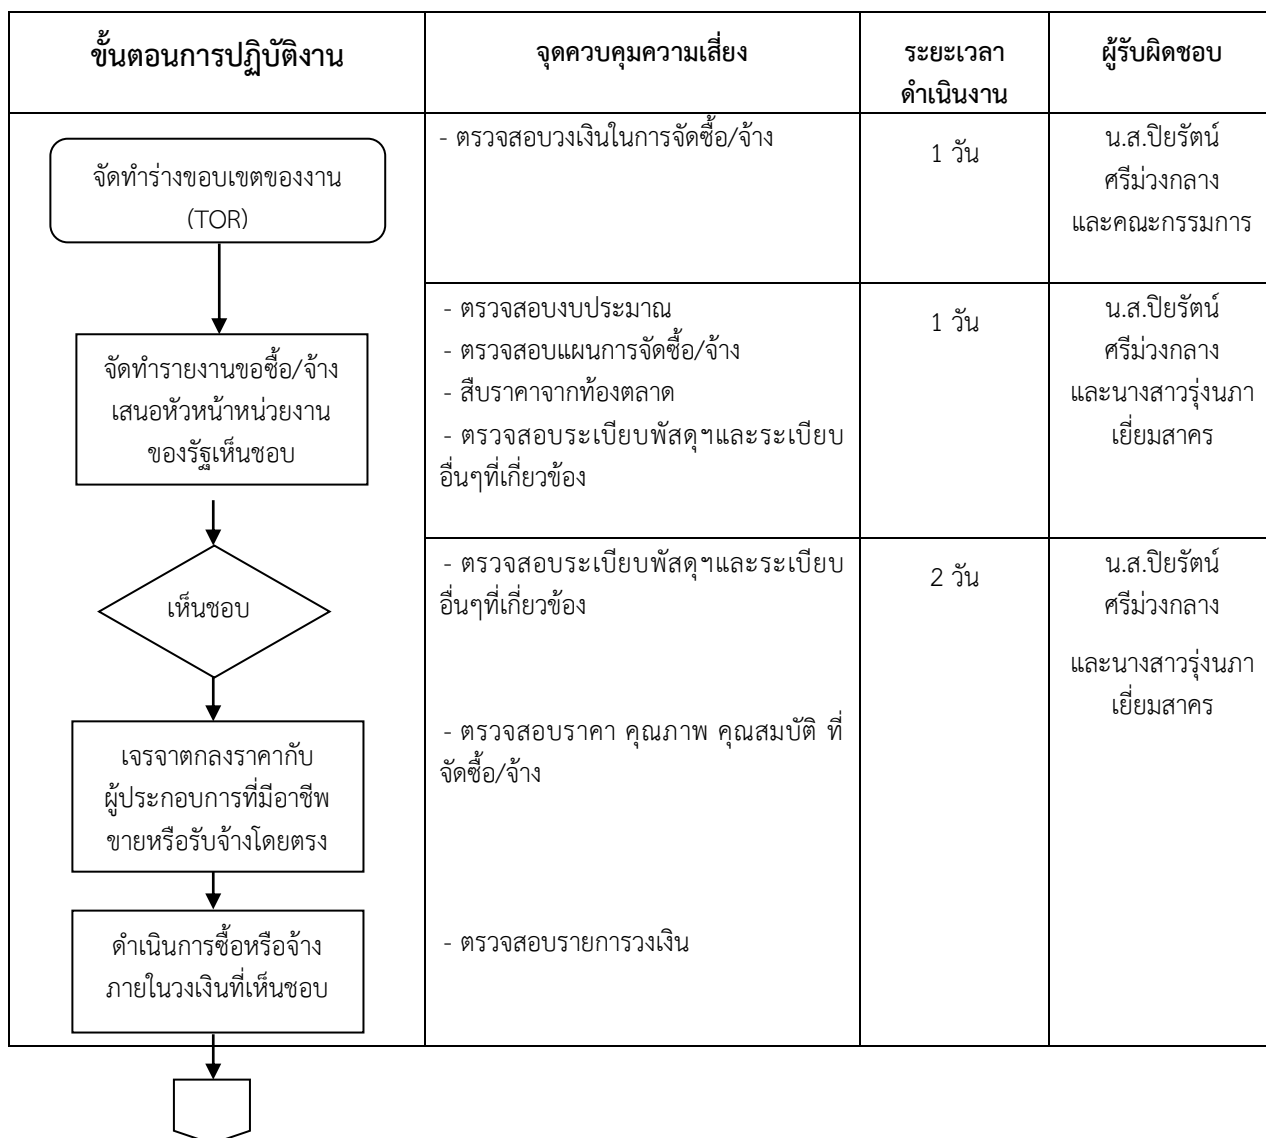 ขั้นตอนการปฏิบัติงาน
จุดควบคุมความเสี่ยง
ระยะเวลา
ดำเนินงาน
ผู้รับผิดชอบ
จัดทำร่างขอบเขตของงาน
(TOR)
- ตรวจสอบวงเงินในการจัดซื้อ/จ้าง
1 วัน
น.ส.ปิยรัตน์
ศรีม่วงกลาง
และคณะกรรมการ
จัดทำรายงานขอซื้อ/จ้าง
เสนอหัวหน้าหน่วยงาน
ของรัฐเห็นชอบ
- ตรวจสอบงบประมาณ
- ตรวจสอบแผนการจัดซื้อ/จ้าง
- สืบราคาจากท้องตลาด
- ตรวจสอบระเบียบพัสดุฯและระเบียบ
อื่นๆที่เกี่ยวข้อง
1 วัน
น.ส.ปิยรัตน์
ศรีม่วงกลาง
และนางสาวรุ่งนภา
เยี่ยมสาคร
เห็นชอบ
- ตรวจสอบระเบียบพัสดุฯและระเบียบ
อื่นๆที่เกี่ยวข้อง
2 วัน
น.ส.ปิยรัตน์
ศรีม่วงกลาง
และนางสาวรุ่งนภา
เยี่ยมสาคร
เจรจาตกลงราคากับ
ผู้ประกอบการที่มีอาชีพ
ขายหรือรับจ้างโดยตรง
- ตรวจสอบราคา คุณภาพ คุณสมบัติ ที่
จัดซื้อ/จ้าง
ดำเนินการซื้อหรือจ้าง
ภายในวงเงินที่เห็นชอบ
- ตรวจสอบรายการวงเงิน